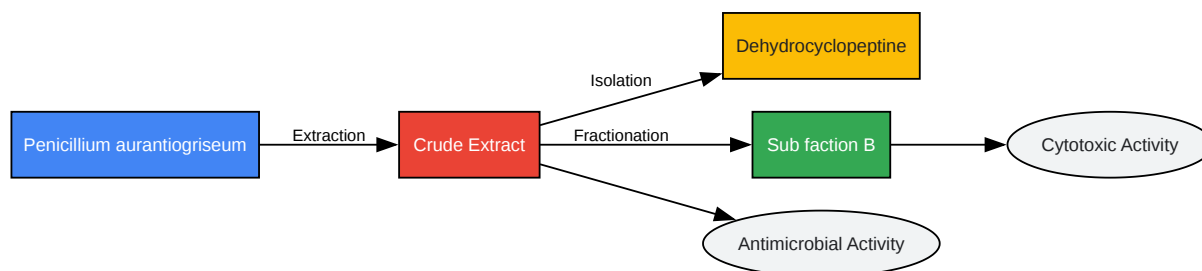 Dehydrocyclopeptine
Isolation
Penicillium aurantiogriseum
Extraction
Crude Extract
Fractionation
Sub faction B
Cytotoxic Activity
Antimicrobial Activity